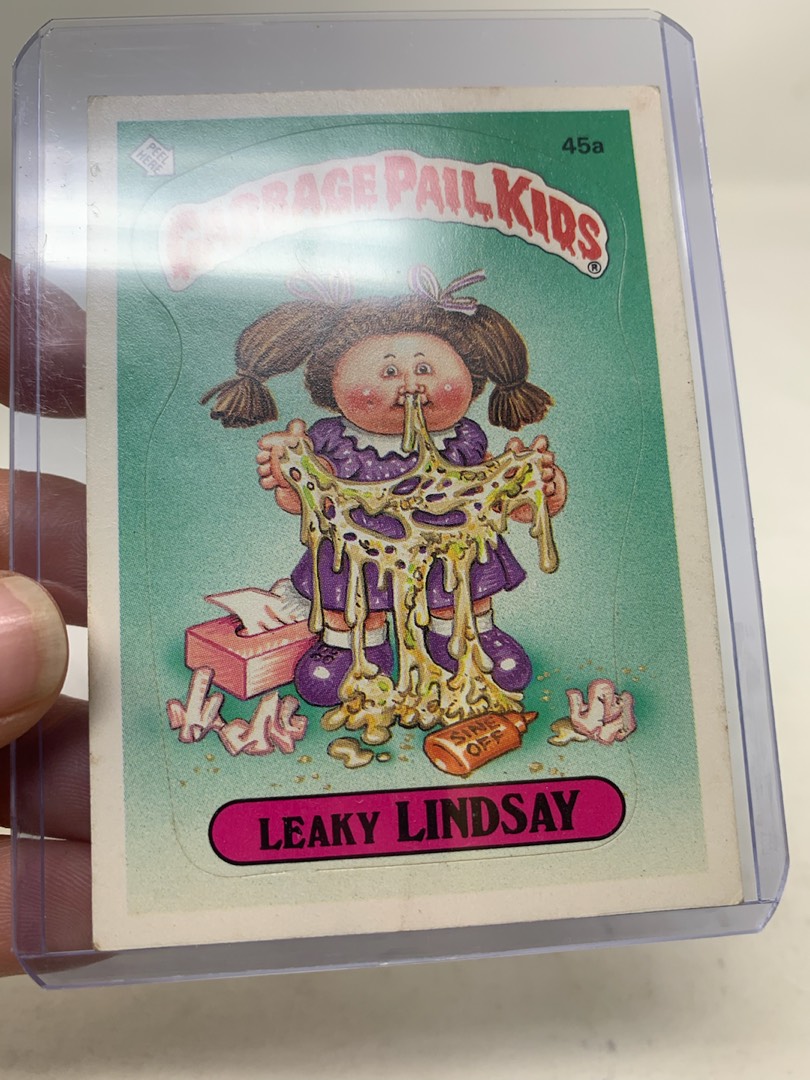 PEEL
HERE
45a
GARBAGE PAIL KIDS
®
SINE
OFF
LEAKY LINDSAY